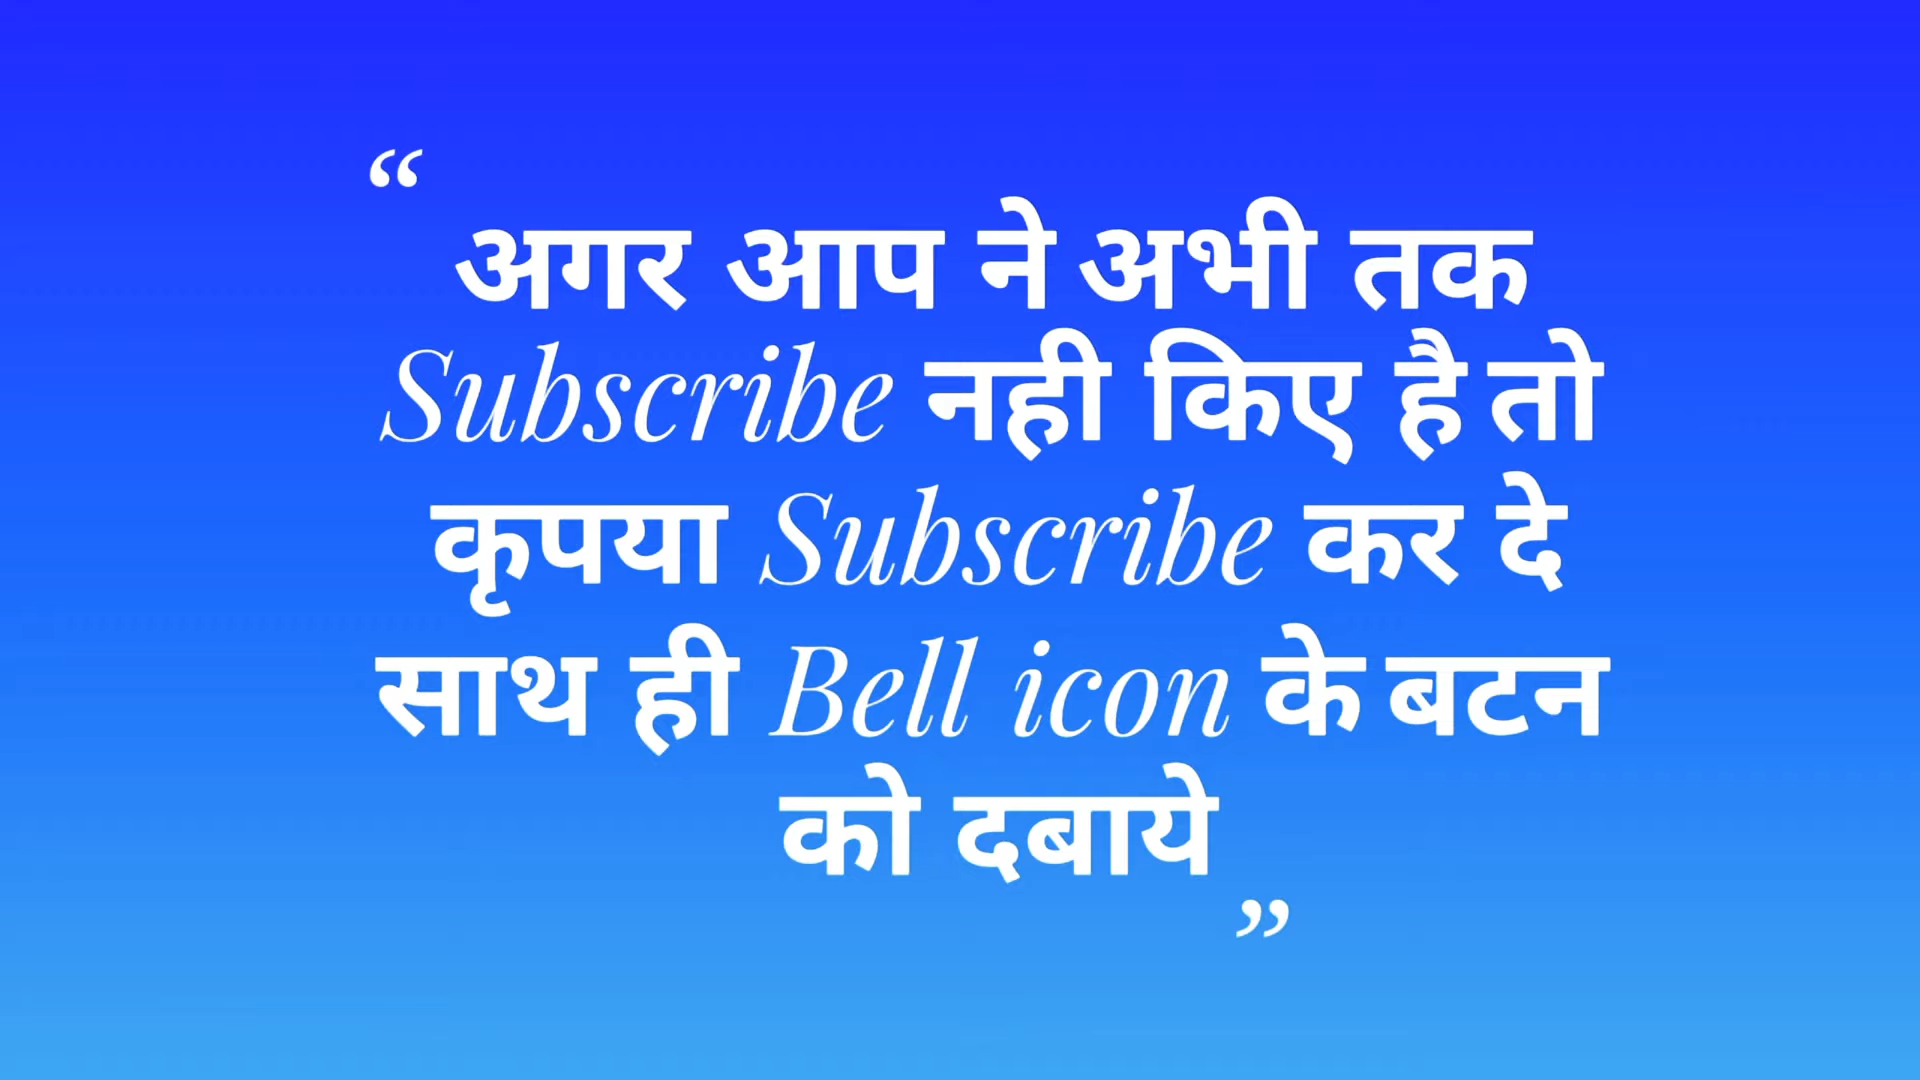 “
अगर आप ने अभी तक
Subscribe नही किए है तो
कृपया Subscribe कर दे
साथ ही Bell icon के बटन
को दबाये
”